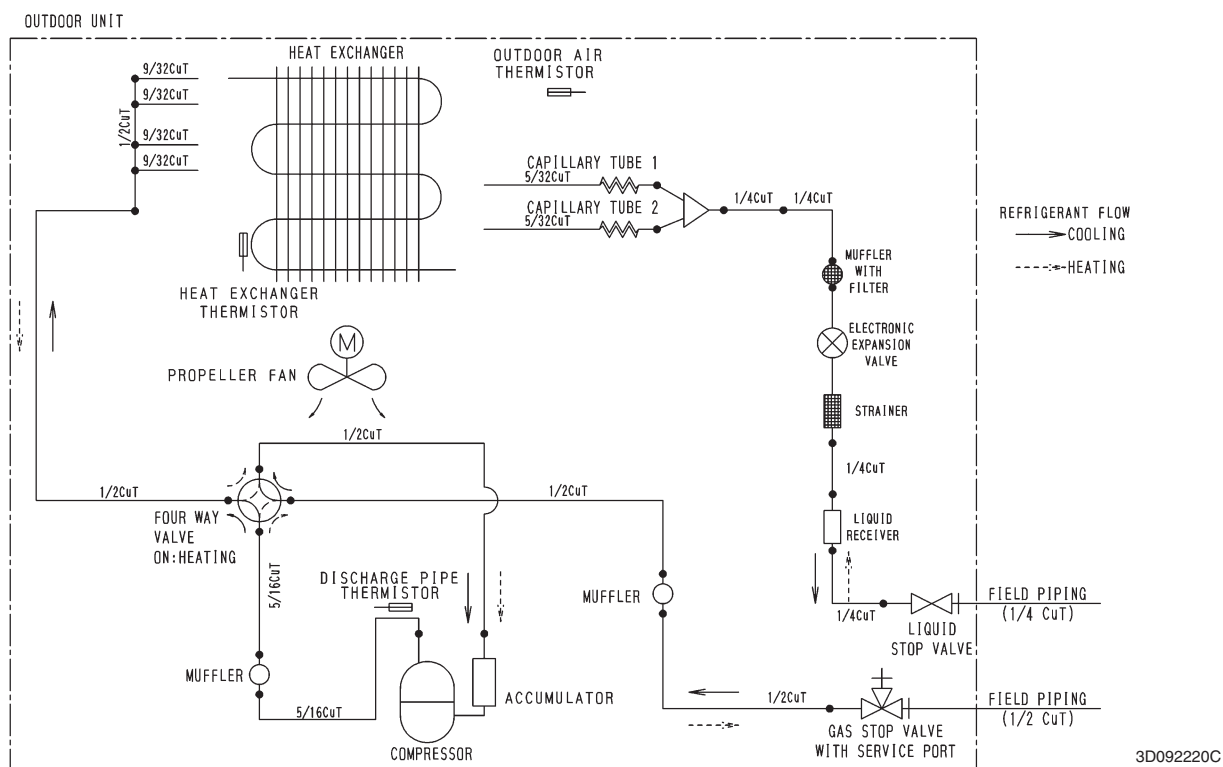 OUTDOOR UNIT
HEAT EXCHANGER
OUTDOOR AIR
THERMISTOR
9/32CuT
9/32CuT
1/2CuT
9/32CuT
9/32CuT
CAPILLARY TUBE 1
5/32CuT
CAPILLARY TUBE 2
5/32CuT
1/4CuT
1/4CuT
REFRIGERANT FLOW
COOLING
HEATING
MUFFLER
WITH
FILTER
HEAT EXCHANGER
THERMISTOR
ELECTRONIC
EXPANSION
VALVE
M
PROPELLER FAN
STRAINER
1/2CuT
1/4CuT
1/2CuT
1/2CuT
FOUR WAY
VALVE
ON:HEATING
LIQUID
RECEIVER
5/16CuT
DISCHARGE PIPE
THERMISTOR
MUFFLER
1/4CuT
FIELD PIPING
(1/4 CuT)
LIQUID
STOP VALVE
MUFFLER
ACCUMULATOR
5/16CuT
COMPRESSOR
1/2CuT
FIELD PIPING
(1/2 CuT)
GAS STOP VALVE
WITH SERVICE PORT
3D092220C